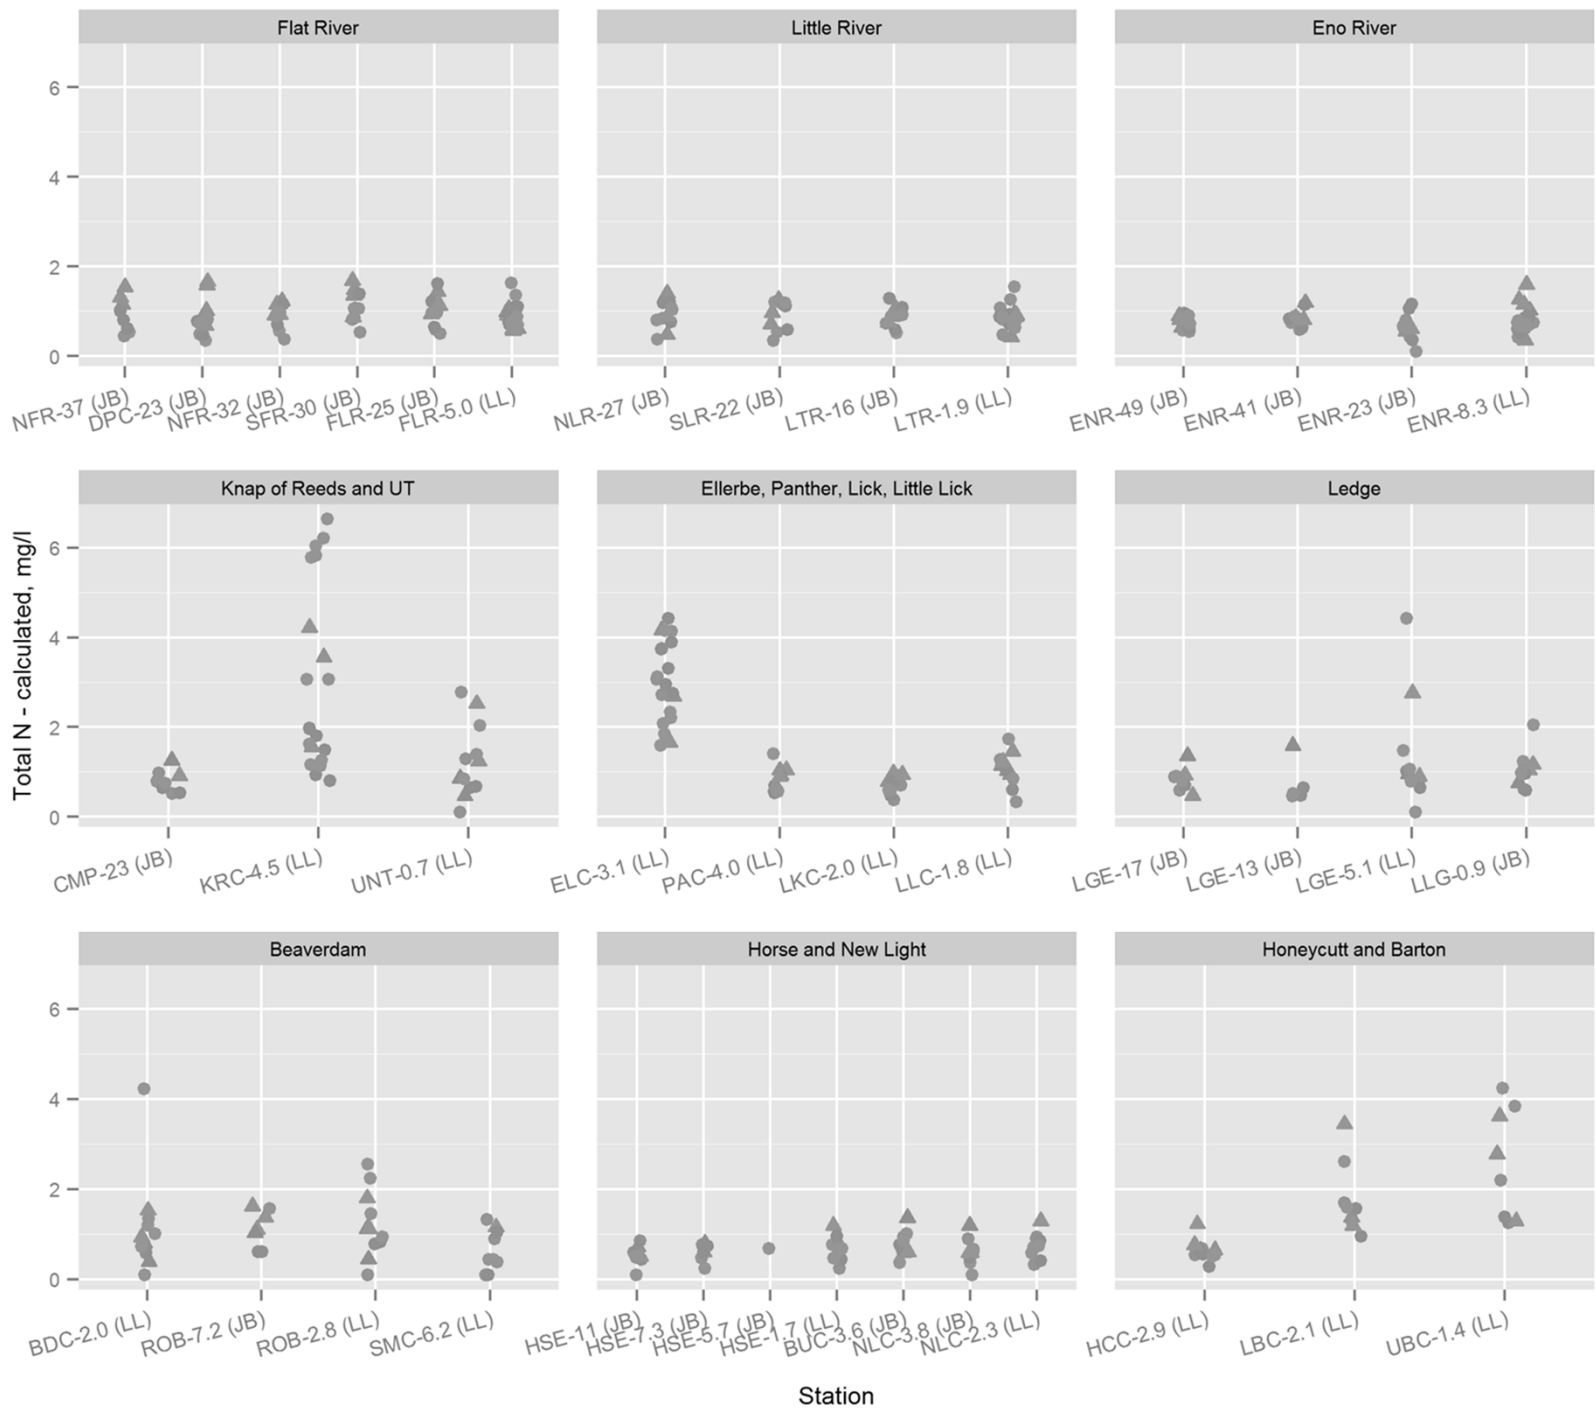 Flat River
Little River
Eno River
6
4
2
0
NFR-37 (JB)
DPC-23 (JB)
NFR-32 (JB)
SFR-30 (JB)
FLR-25 (JB)
FLR-5.0 (LL)
NLR-27 (JB)
SLR-22 (JB)
LTR-16 (JB)
LTR-1.9 (LL)
ENR-49 (JB)
ENR-41 (JB)
ENR-23 (JB)
ENR-8.3 (LL)
Total N - calculated, mg/l
Knap of Reeds and UT
Ellerbe, Panther, Lick, Little Lick
Ledge
6
4
2
0
CMP-23 (JB)
KRC-4.5 (LL)
UNT-0.7 (LL)
ELC-3.1 (LL)
PAC-4.0 (LL)
LKC-2.0 (LL)
LLC-1.8 (LL)
LGE-17 (JB)
LGE-13 (JB)
LGE-5.1 (LL)
LLG-0.9 (JB)
Beaverdam
Horse and New Light
Honeycutt and Barton
6
4
2
0
BDC-2.0 (LL)
ROB-7.2 (JB)
ROB-2.8 (LL)
SMC-6.2 (LL)
HSE-11 (JB)
HSE-7.3 (JB)
HSE-5.7 (JB)
HSE-1.7 (LL)
BUC-3.6 (JB)
NLC-3.8 (JB)
NLC-2.3 (LL)
HCC-2.9 (LL)
LBC-2.1 (LL)
UBC-1.4 (LL)
Station